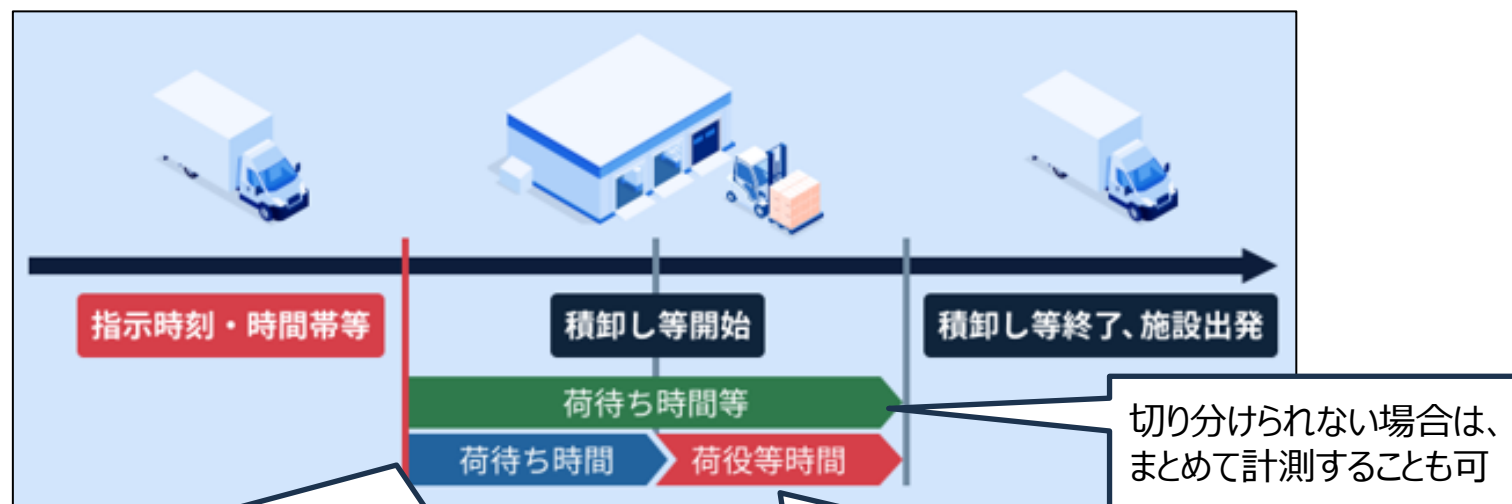 指示時刻・時間帯等
積卸し等開始
積卸し等終了、施設出発
荷待ち時間等
荷待ち時間
荷役等時間
切り分けられない場合は、
まとめて計測することも可